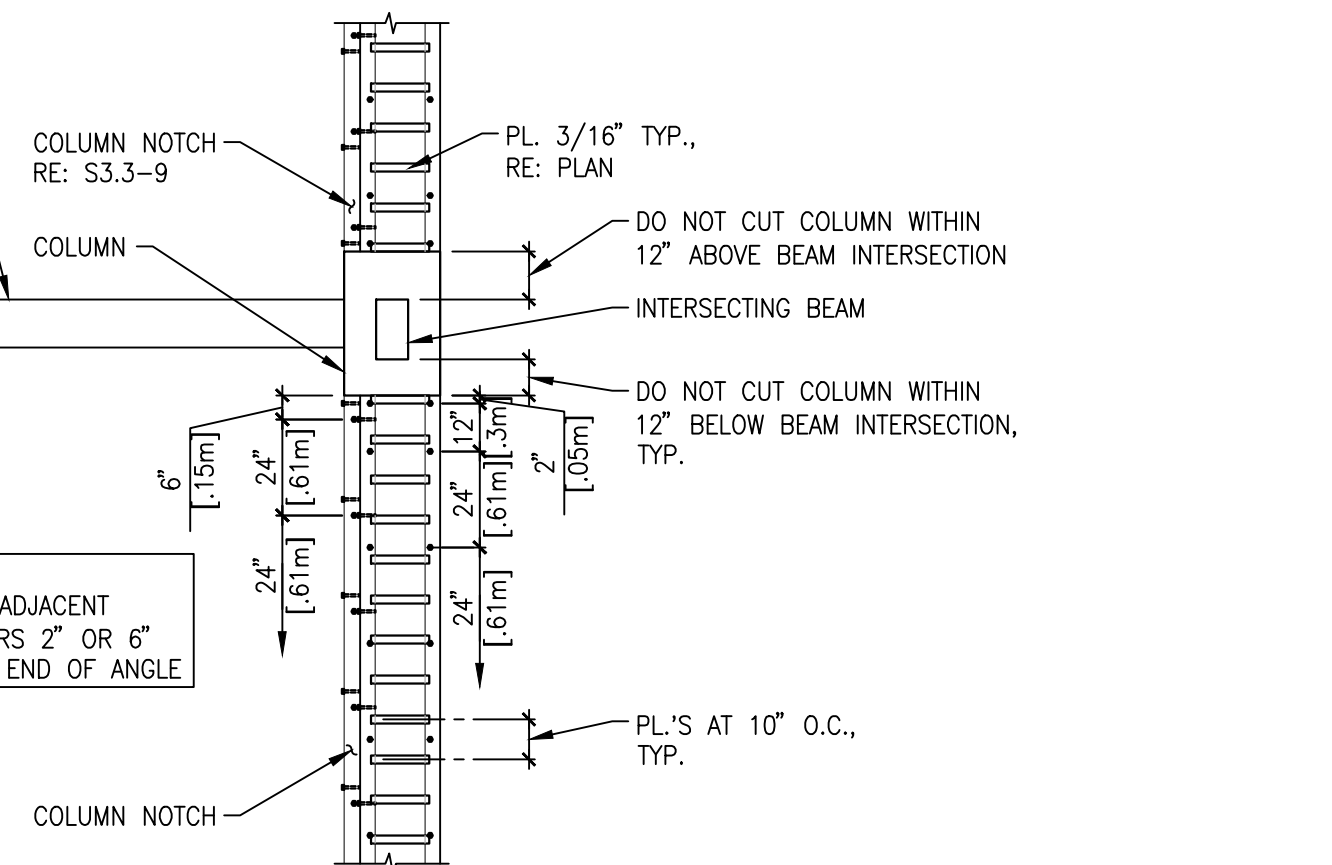 COLUMN NOTCH
RE: S3.3-9
COLUMN
PL. 3/16" TYP.,
RE: PLAN
DO NOT CUT COLUMN WITHIN
12" ABOVE BEAM INTERSECTION
INTERSECTING BEAM
DO NOT CUT COLUMN WITHIN
12" BELOW BEAM INTERSECTION,
TYP.
6"
[.15m]
24"
[.61m]
24"
[.61m]
12"
[.3m]
24"
[.61m]
24"
[.61m]
2"
[.05m]
ADJACENT
RS 2" OR 6"
END OF ANGLE
PL.'S AT 10" O.C.,
TYP.
COLUMN NOTCH